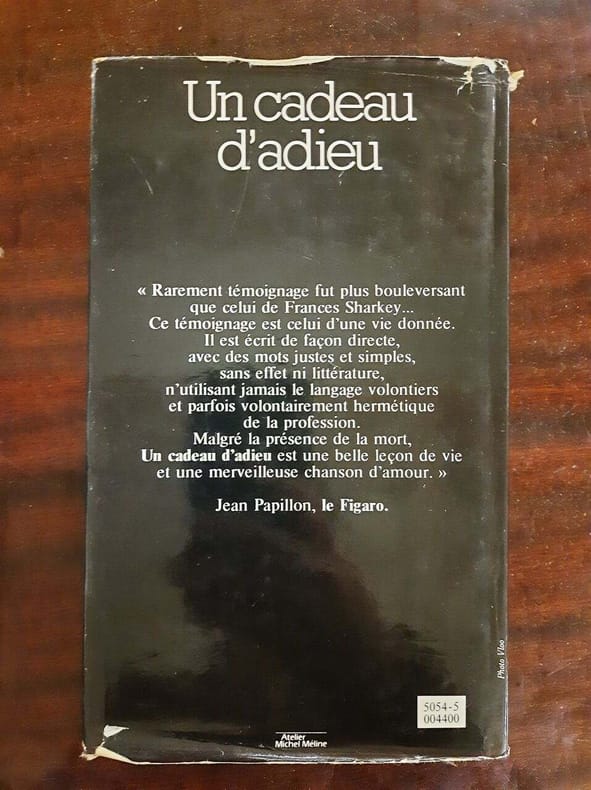 Un cadeau
d'adieu
« Rarement témoignage fut plus bouleversant
que celui de Frances Sharkey...
Ce témoignage est celui d'une vie donnée.
Il est écrit de façon directe,
avec des mots justes et simples,
sans effet ni littérature,
n'utilisant jamais le langage volontiers
et parfois volontairement hermétique
de la profession.
Malgré la présence de la mort,
Un cadeau d'adieu est une belle leçon de vie
et une merveilleuse chanson d'amour. »
Jean Papillon, le Figaro.
Photo Vloo
5054-5
004400
Atelier
Michel Méline